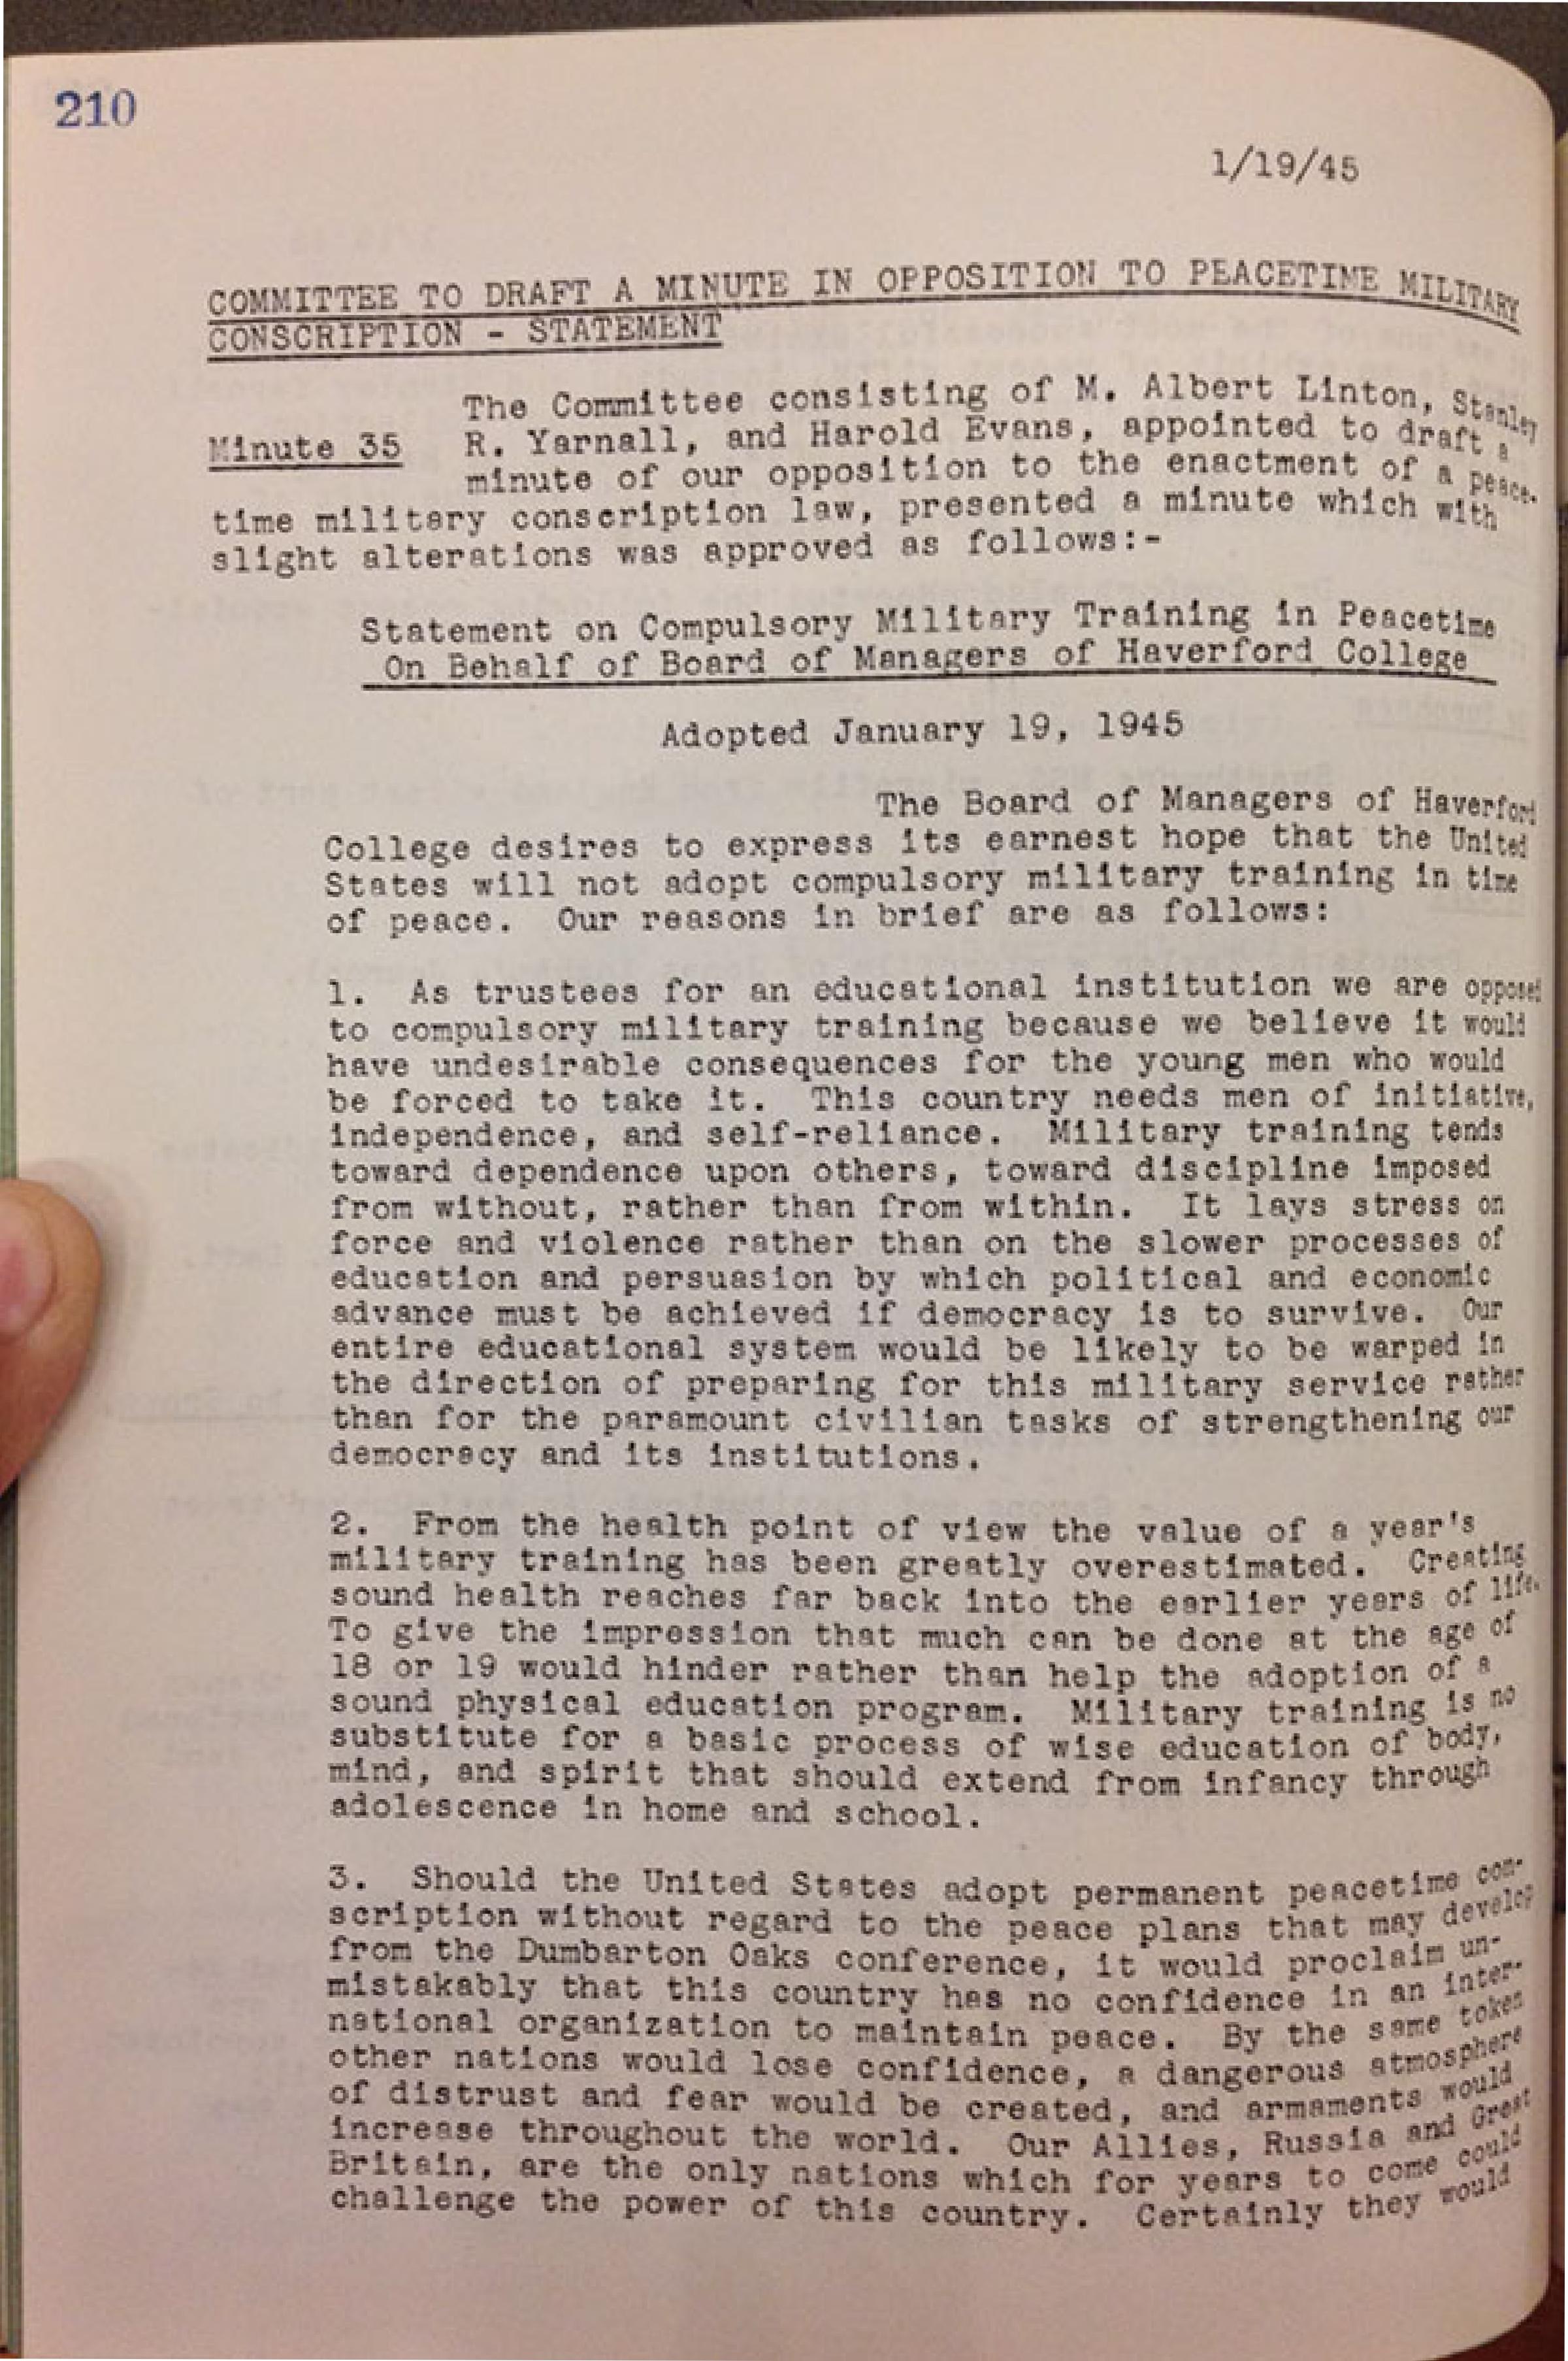 210
1/19/45
COMMITTEE TO DRAFT A MINUTE IN OPPOSITION TO PEACETIME MILITARY
CONSCRIPTION - STATEMENT
The Committee consisting of M. Albert Linton, Stanley
Minute 35 R. Yarnall, and Harold Evans, appointed to draft a
minute of our opposition to the enactment of a peace-
time military conscription law, presented a minute which with
slight alterations was approved as follows:-
Statement on Compulsory Military Training in Peacetime
On Behalf of Board of Managers of Haverford College
Adopted January 19, 1945
The Board of Managers of Haverford
College desires to express its earnest hope that the United
States will not adopt compulsory military training in time
of peace. Our reasons in brief are as follows:
1. As trustees for an educational institution we are opposed
to compulsory military training because we believe it would
have undesirable consequences for the young men who would
be forced to take it. This country needs men of initiative,
independence, and self-reliance. Military training tends
toward dependence upon others, toward discipline imposed
from without, rather than from within. It lays stress on
force and violence rather than on the slower processes of
education and persuasion by which political and economic
advance must be achieved if democracy is to survive. Our
entire educational system would be likely to be warped in
the direction of preparing for this military service rather
than for the paramount civilian tasks of strengthening our
democracy and its institutions.
2. From the health point of view the value of a year's
military training has been greatly overestimated. Creating
sound health reaches far back into the earlier years of life.
To give the impression that much can be done at the age of
18 or 19 would hinder rather than help the adoption of a
sound physical education program. Military training is no
substitute for a basic process of wise education of body,
mind, and spirit that should extend from infancy through
adolescence in home and school.
3. Should the United States adopt permanent peacetime con-
scription without regard to the peace plans that may develop
from the Dumbarton Oaks conference, it would proclaim un-
mistakably that this country has no confidence in an inter-
national organization to maintain peace. By the same token
other nations would lose confidence, a dangerous atmosphere
of distrust and fear would be created, and armaments would
increase throughout the world. Our Allies, Russia and Great
Britain, are the only nations which for years to come could
challenge the power of this country. Certainly they would